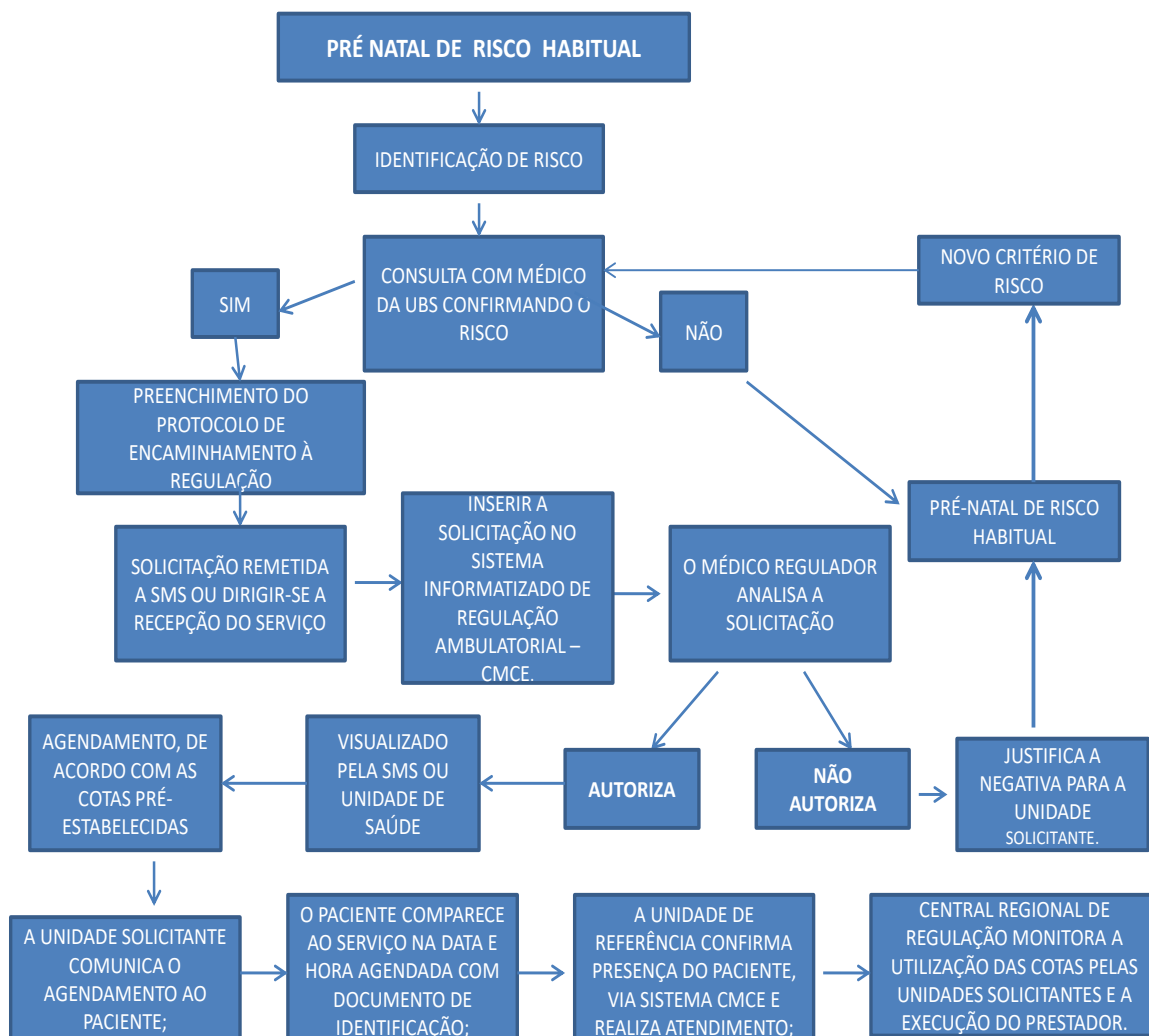 PRÉ NATAL DE RISCO HABITUAL
IDENTIFICAÇÃO DE RISCO
CONSULTA COM MÉDICO
DA UBS CONFIRMANDO O
RISCO
NOVO CRITÉRIO DE
RISCO
SIM
NÃO
PREENCHIMENTO DO
PROTOCOLO DE
ENCAMINHAMENTO À
REGULAÇÃO
SOLICITAÇÃO REMETIDA
A SMS OU DIRIGIR-SE A
RECEPÇÃO DO SERVIÇO
INSERIR A
SOLICITAÇÃO NO
SISTEMA
INFORMATIZADO DE
REGULAÇÃO
AMBULATORIAL –
CMCE.
O MÉDICO REGULADOR
ANALISA A
SOLICITAÇÃO
PRÉ-NATAL DE RISCO
HABITUAL
AGENDAMENTO, DE
ACORDO COM AS
COTAS PRÉ-
ESTABELECIDAS
VISUALIZADO
PELA SMS OU
UNIDADE DE
SAÚDE
AUTORIZA
NÃO
AUTORIZA
JUSTIFICA A
NEGATIVA PARA A
UNIDADE
SOLICITANTE.
A UNIDADE SOLICITANTE
COMUNICA O
AGENDAMENTO AO
PACIENTE;
O PACIENTE COMPARECE
AO SERVIÇO NA DATA E
HORA AGENDADA COM
DOCUMENTO DE
IDENTIFICAÇÃO;
A UNIDADE DE
REFERÊNCIA CONFIRMA
PRESENÇA DO PACIENTE,
VIA SISTEMA CMCE E
REALIZA ATENDIMENTO;
CENTRAL REGIONAL DE
REGULAÇÃO MONITORA A
UTILIZAÇÃO DAS COTAS PELAS
UNIDADES SOLICITANTES E A
EXECUÇÃO DO PRESTADOR.